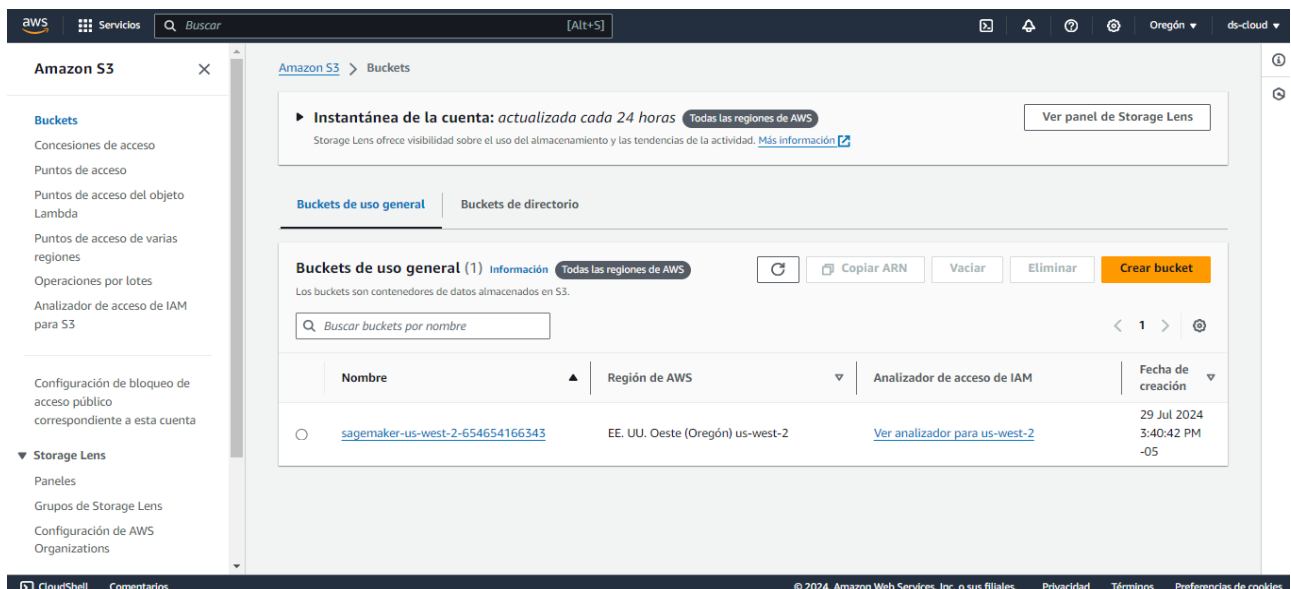 aws
Servicios
Buscar
[Alt+S]
Oregón
ds-cloud
Amazon S3
Buckets
Concesiones de acceso
Puntos de acceso
Puntos de acceso del objeto
Lambda
Puntos de acceso de varias
regiones
Operaciones por lotes
Analizador de acceso de IAM
para S3
Configuración de bloqueo de
acceso público
correspondiente a esta cuenta
Storage Lens
Paneles
Grupos de Storage Lens
Configuración de AWS
Organizations
Amazon S3 > Buckets
Instantánea de la cuenta: actualizada cada 24 horas Todas las regiones de AWS
Storage Lens ofrece visibilidad sobre el uso del almacenamiento y las tendencias de la actividad. Más información
Ver panel de Storage Lens
Buckets de uso general
Buckets de directorio
Buckets de uso general (1) Información Todas las regiones de AWS
Los buckets son contenedores de datos almacenados en S3.
Copiar ARN
Vaciar
Eliminar
Crear bucket
Buscar buckets por nombre
1
Nombre
Región de AWS
Analizador de acceso de IAM
Fecha de
creación
sagemaker-us-west-2-654654166343
EE. UU. Oeste (Oregón) us-west-2
Ver analizador para us-west-2
29 Jul 2024
3:40:42 PM
-05
CloudShell
Comentarios
© 2024, Amazon Web Services, Inc. o sus filiales.
Privacidad
Términos
Preferencias de cookies